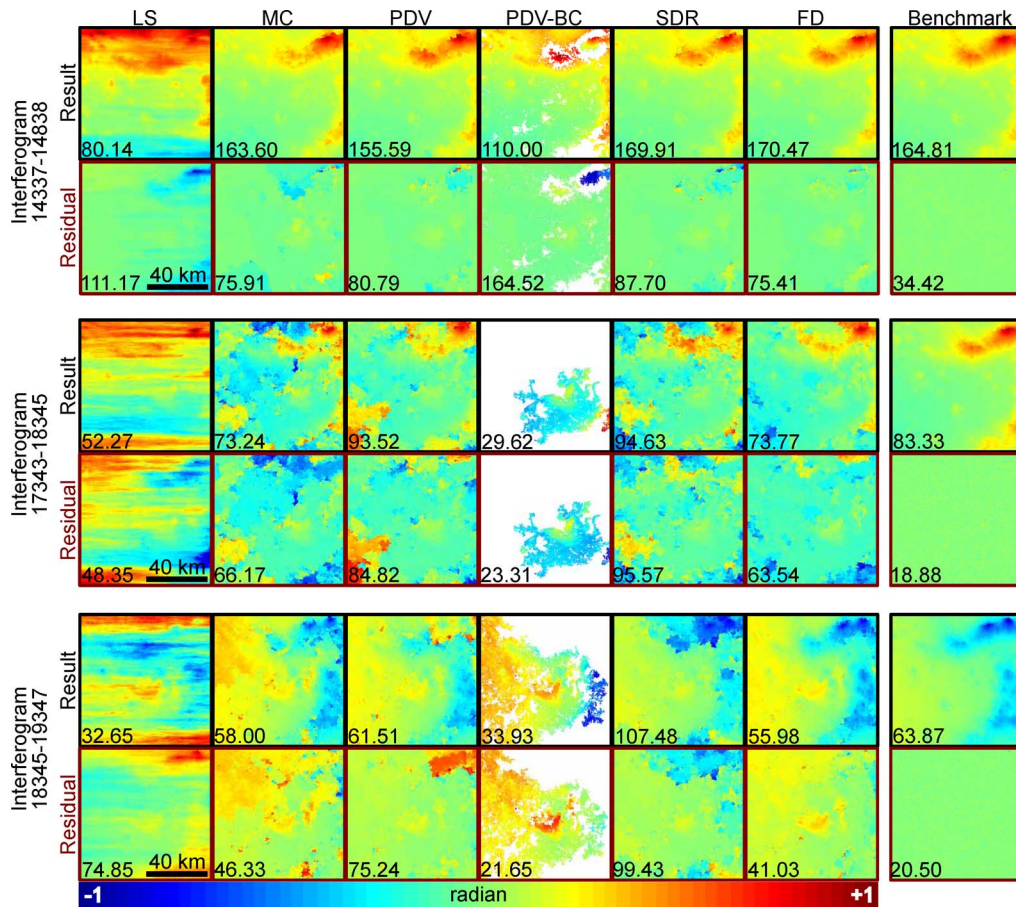 LS MC PDV PDV-BC SDR FD Benchmark
Interferogram 14337-14838
Result
80.14 163.60 155.59 110.00 169.91 170.47 164.81
Residual
111.17 40 km 75.91 80.79 164.52 87.70 75.41 34.42
Interferogram 17343-18345
Result
52.27 73.24 93.52 29.62 94.63 73.77 83.33
Residual
48.35 40 km 66.17 84.82 23.31 95.57 63.54 18.88
Interferogram 18345-19347
Result
32.65 58.00 61.51 33.93 107.48 55.98 63.87
Residual
74.85 40 km 46.33 75.24 21.65 99.43 41.03 20.50
-1 radian +1